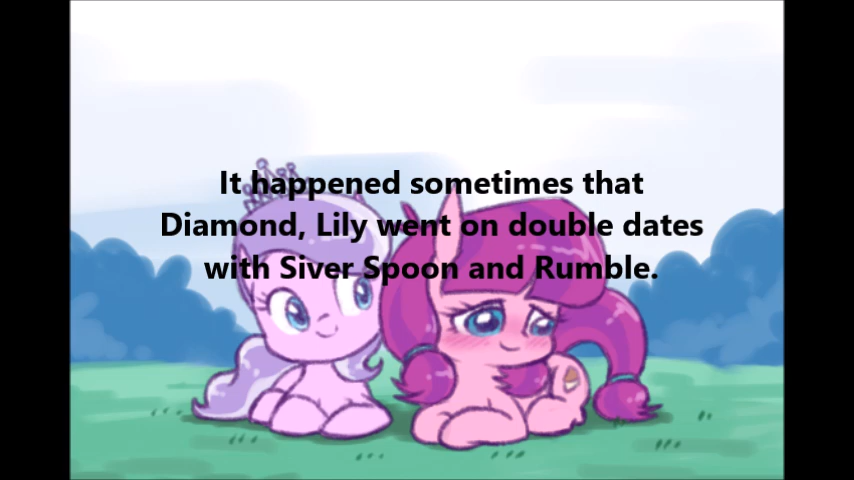 It happened sometimes that
Diamond, Lily went on double dates
with Siver Spoon and Rumble.